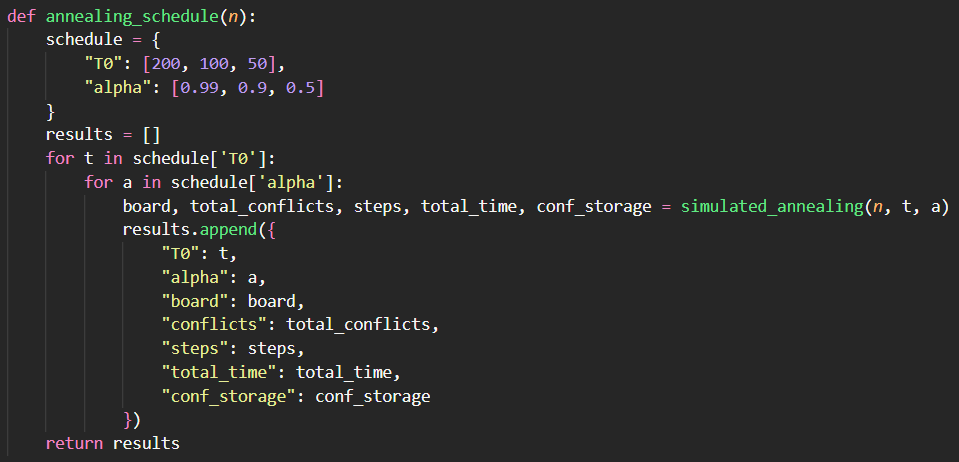 def annealing_schedule(n):
    schedule = {
        "T0": [200, 100, 50],
        "alpha": [0.99, 0.9, 0.5]
    }
    results = []
    for t in schedule['T0']:
        for a in schedule['alpha']:
            board, total_conflicts, steps, total_time, conf_storage = simulated_annealing(n, t, a)
            results.append({
                "T0": t,
                "alpha": a,
                "board": board,
                "conflicts": total_conflicts,
                "steps": steps,
                "total_time": total_time,
                "conf_storage": conf_storage
            })
    return results